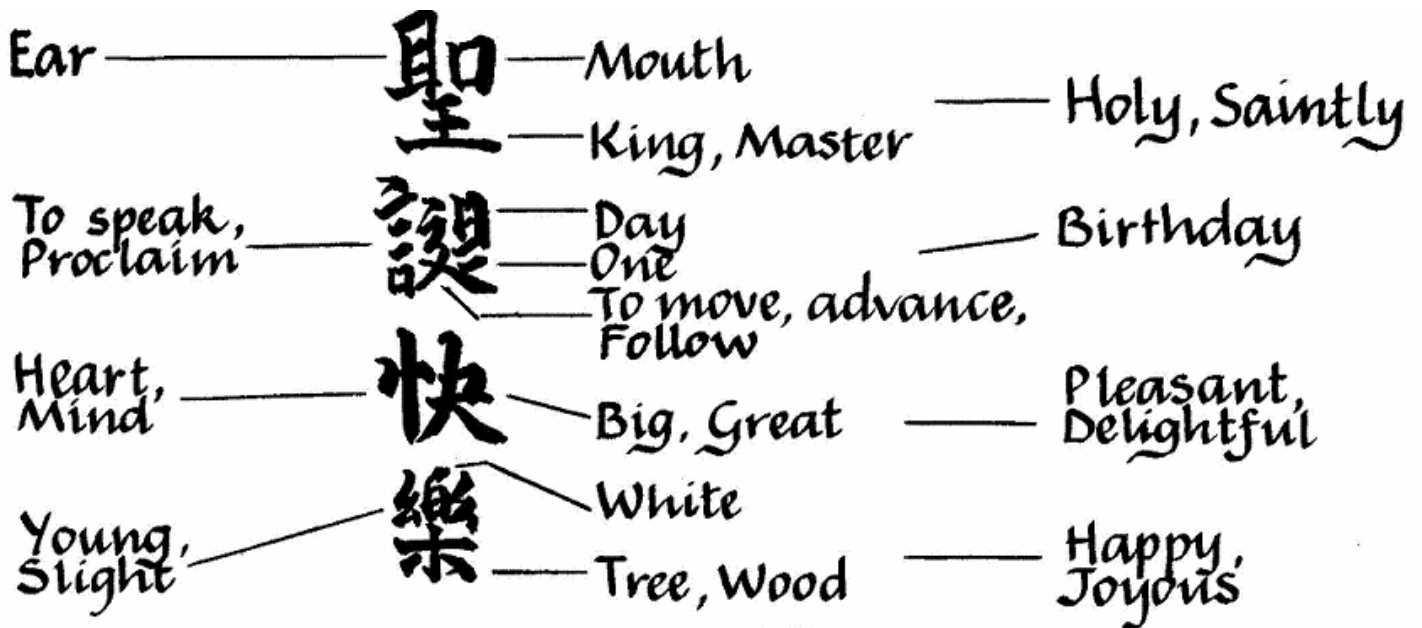 Ear 聖 Mouth
King, Master
Holy, Saintly
To speak,
Proclaim
誕 Day
One
To move, advance,
Follow
Birthday
Heart,
Mind
快 Big, Great
Pleasant,
Delightful
Young,
Slight
樂 White
Tree, Wood
Happy,
Joyous